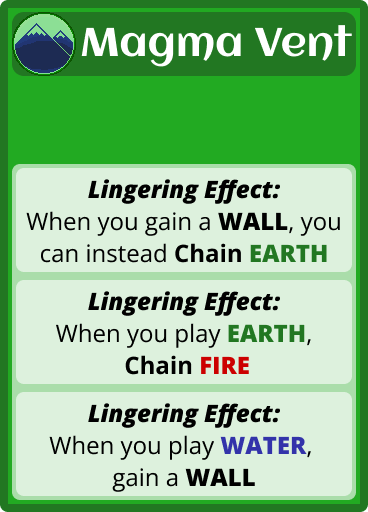 Magma Vent
Lingering Effect:
When you gain a WALL, you
can instead Chain EARTH
Lingering Effect:
When you play EARTH,
Chain FIRE
Lingering Effect:
When you play WATER,
gain a WALL